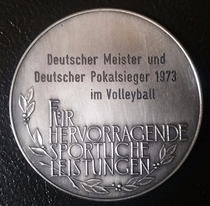 Deutscher Meister und
Deutscher Pokalsieger 1973
im Volleyball
FÜR
HERVORRAGENDE
SPORTLICHE
LEISTUNGEN